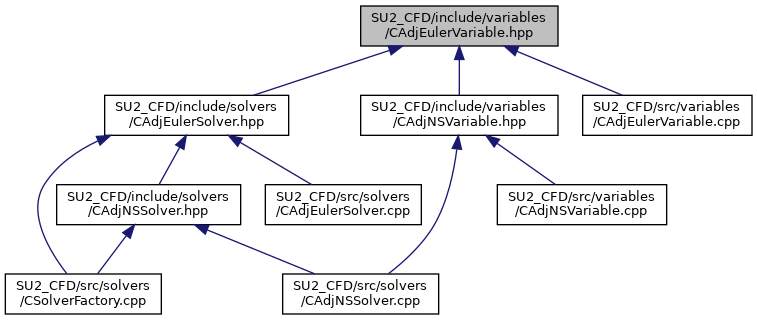 SU2_CFD/include/variables
/CAdjEulerVariable.hpp
SU2_CFD/include/solvers
/CAdjEulerSolver.hpp
SU2_CFD/include/variables
/CAdjNSVariable.hpp
SU2_CFD/src/variables
/CAdjEulerVariable.cpp
SU2_CFD/include/solvers
/CAdjNSSolver.hpp
SU2_CFD/src/solvers
/CAdjEulerSolver.cpp
SU2_CFD/src/variables
/CAdjNSVariable.cpp
SU2_CFD/src/solvers
/CSolverFactory.cpp
SU2_CFD/src/solvers
/CAdjNSSolver.cpp